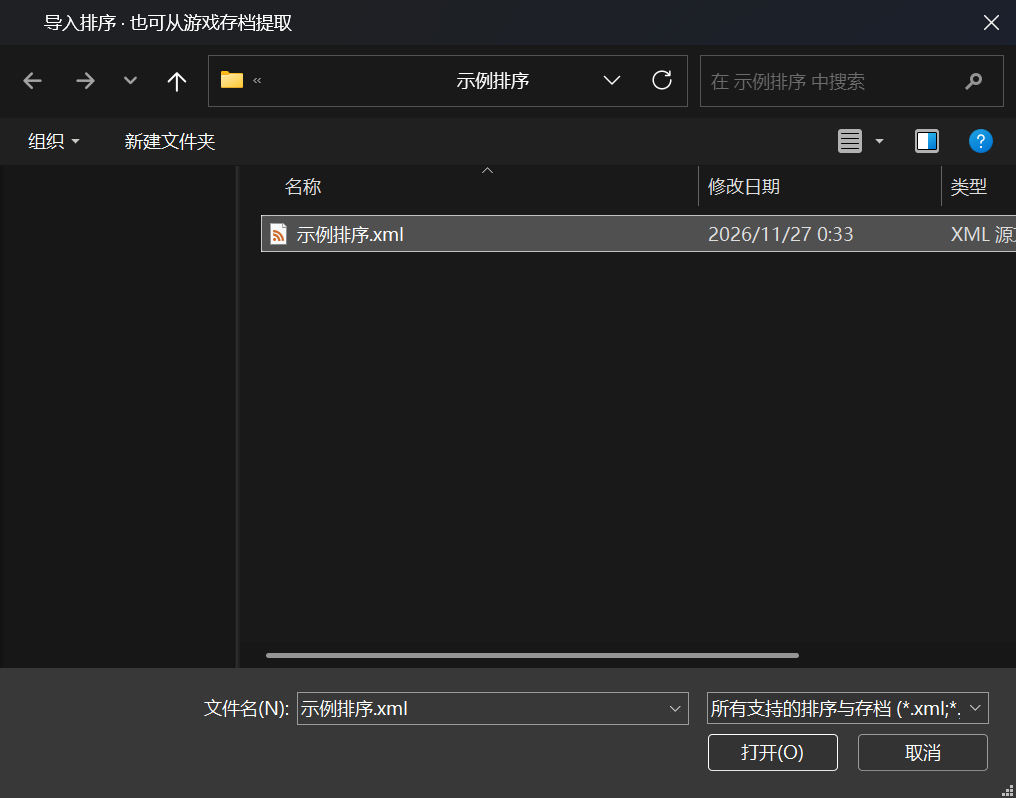 导入排序 · 也可从游戏存档提取
« 示例排序
在 示例排序 中搜索
组织 新建文件夹
?
名称 修改日期 类型
示例排序.xml 2026/11/27 0:33 XML 源
文件名(N): 示例排序.xml 所有支持的排序与存档 (*.xml;*.
打开(O) 取消